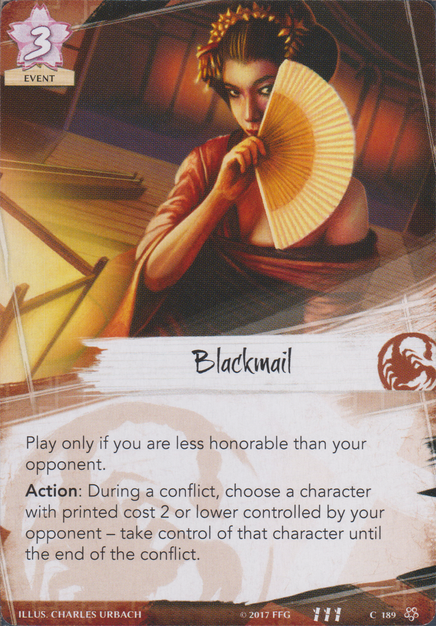 3
EVENT
Blackmail
Play only if you are less honorable than your
opponent.
Action: During a conflict, choose a character
with printed cost 2 or lower controlled by your
opponent – take control of that character until
the end of the conflict.
ILLUS. CHARLES URBACH © 2017 FFG C 189